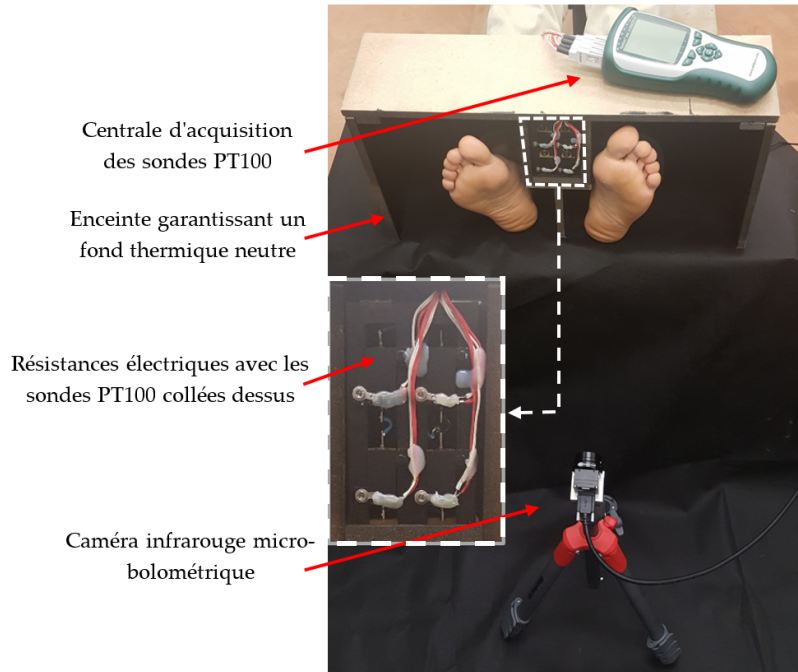 Centrale d'acquisition
des sondes PT100
Enceinte garantissant un
fond thermique neutre
Résistances électriques avec les
sondes PT100 collées dessus
Caméra infrarouge micro-
bolométrique